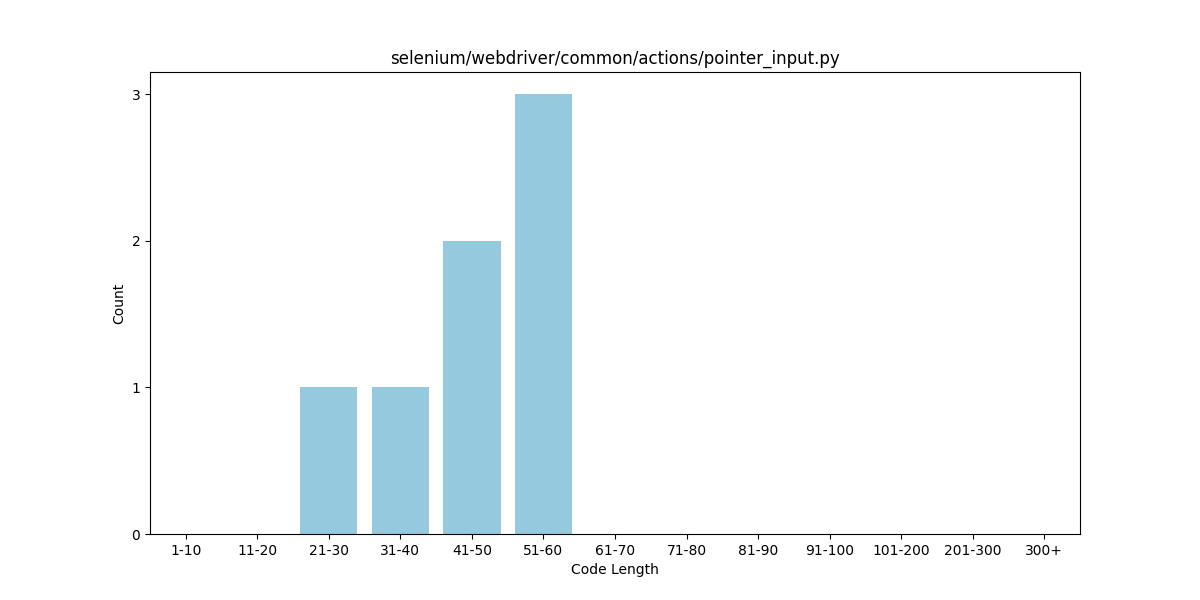 selenium/webdriver/common/actions/pointer_input.py
3
2
1
0
Count
1-10 11-20 21-30 31-40 41-50 51-60 61-70 71-80 81-90 91-100 101-200 201-300 300+
Code Length